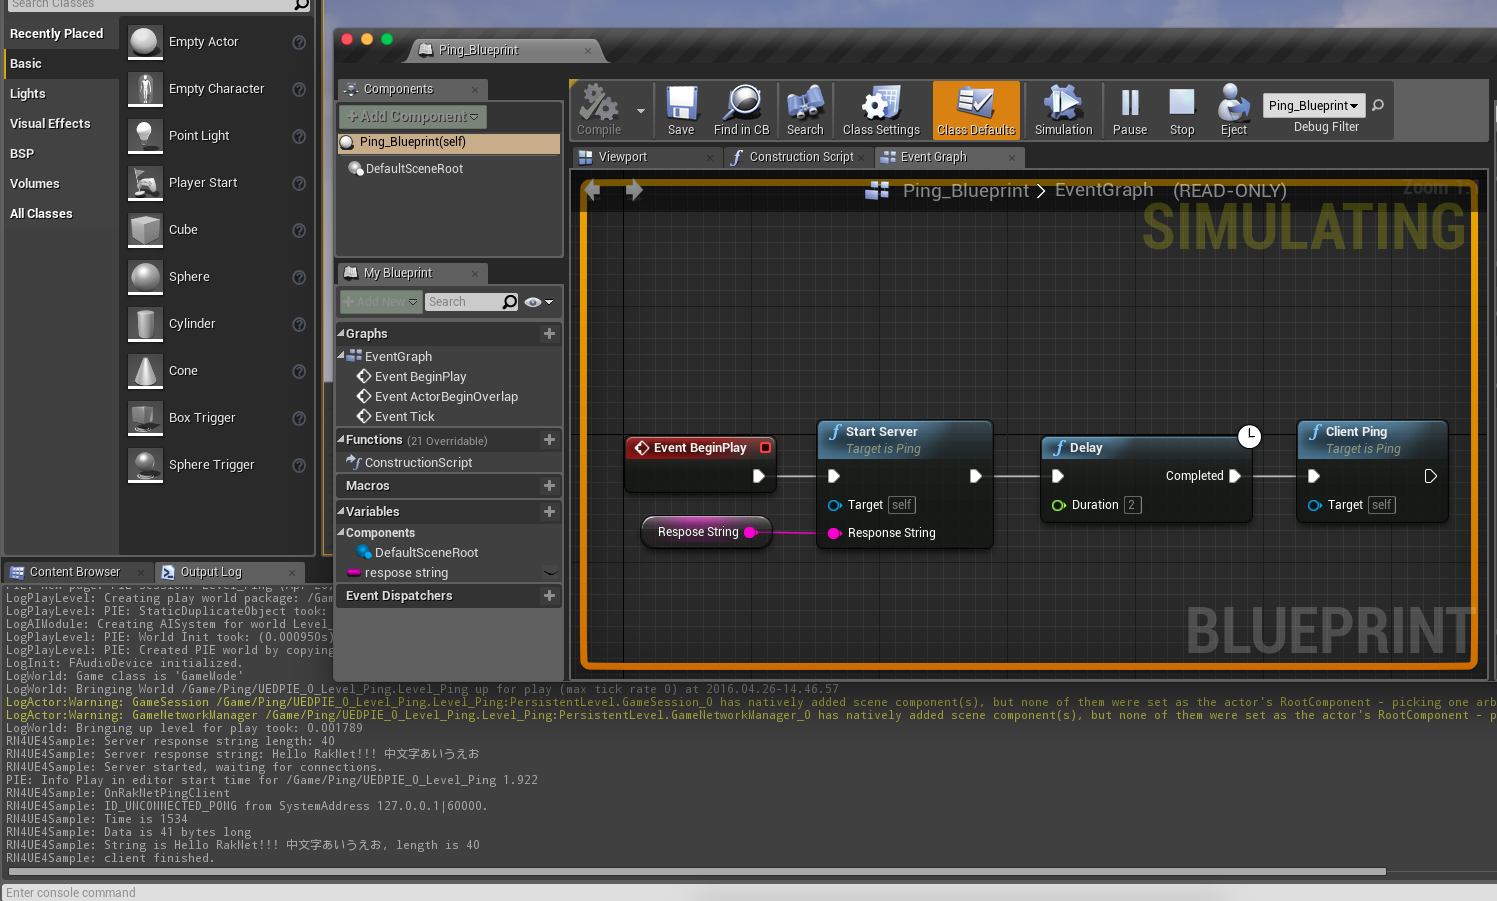 Search Classes
Recently Placed
Basic
Lights
Visual Effects
BSP
Volumes
All Classes
Empty Actor
Empty Character
Point Light
Player Start
Cube
Sphere
Cylinder
Cone
Box Trigger
Sphere Trigger
Ping_Blueprint
Components
+Add Component
Ping_Blueprint(self)
DefaultSceneRoot
My Blueprint
+Add New
Search
Graphs
EventGraph
Event BeginPlay
Event ActorBeginOverlap
Event Tick
Functions (21 Overridable)
ConstructionScript
Macros
Variables
Components
DefaultSceneRoot
respose string
Event Dispatchers
Compile
Save
Find in CB
Search
Class Settings
Class Defaults
Simulation
Pause
Stop
Eject
Ping_Blueprint
Debug Filter
Viewport
Construction Script
Event Graph
Ping_Blueprint > EventGraph (READ-ONLY)
Zoom 1:1
SIMULATING
Event BeginPlay
Respose String
Start Server
Target is Ping
Target self
Response String
Delay
Completed
Duration 2
Client Ping
Target is Ping
Target self
BLUEPRINT
Content Browser
Output Log
LogPlayLevel: Creating play world package: /Gam
LogPlayLevel: PIE: StaticDuplicateObject took:
LogAIModule: Creating AISystem for world Level_
LogPlayLevel: PIE: World Init took: (0.000950s)
LogPlayLevel: PIE: Created PIE world by copying
LogInit: FAudioDevice initialized.
LogWorld: Game class is 'GameMode'
LogWorld: Bringing World /Game/Ping/UEDPIE_0_Level_Ping.Level_Ping up for play (max tick rate 0) at 2016.04.26-14.46.57
LogActor:Warning: GameSession /Game/Ping/UEDPIE_0_Level_Ping.Level_Ping:PersistentLevel.GameSession_0 has natively added scene component(s), but none of them were set as the actor's RootComponent - picking one arb
LogActor:Warning: GameNetworkManager /Game/Ping/UEDPIE_0_Level_Ping.Level_Ping:PersistentLevel.GameNetworkManager_0 has natively added scene component(s), but none of them were set as the actor's RootComponent - p
LogWorld: Bringing up level for play took: 0.001789
RN4UE4Sample: Server response string length: 40
RN4UE4Sample: Server response string: Hello RakNet!!! 中文字あいうえお
RN4UE4Sample: Server started, waiting for connections.
PIE: Info Play in editor start time for /Game/Ping/UEDPIE_0_Level_Ping 1.922
RN4UE4Sample: OnRakNetPingClient
RN4UE4Sample: ID_UNCONNECTED_PONG from SystemAddress 127.0.0.1|60000.
RN4UE4Sample: Time is 1534
RN4UE4Sample: Data is 41 bytes long
RN4UE4Sample: String is Hello RakNet!!! 中文字あいうえお, length is 40
RN4UE4Sample: client finished.
Enter console command